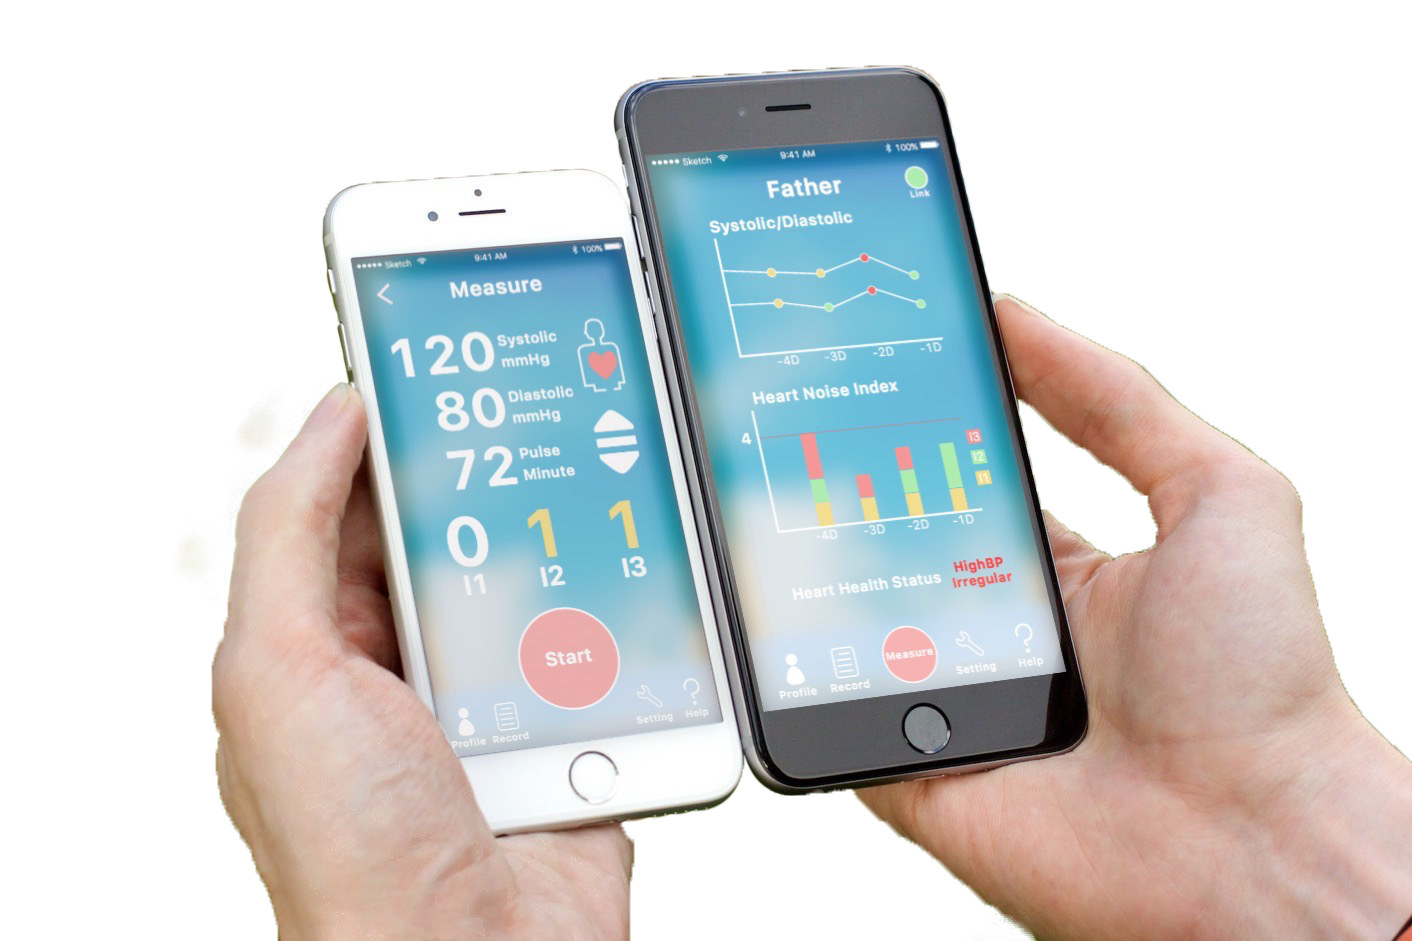 Sketch
9:41 AM
100%
Measure
120 Systolic mmHg
80 Diastolic mmHg
72 Pulse Minute
0 1 1
I1 I2 I3
Start
Profile Record Setting Help
Sketch
9:41 AM
100%
Father
Link
Systolic/Diastolic
-4D -3D -2D -1D
Heart Noise Index
4
I3
I2
I1
-4D -3D -2D -1D
Heart Health Status
HighBP
Irregular
Profile Record Measure Setting Help